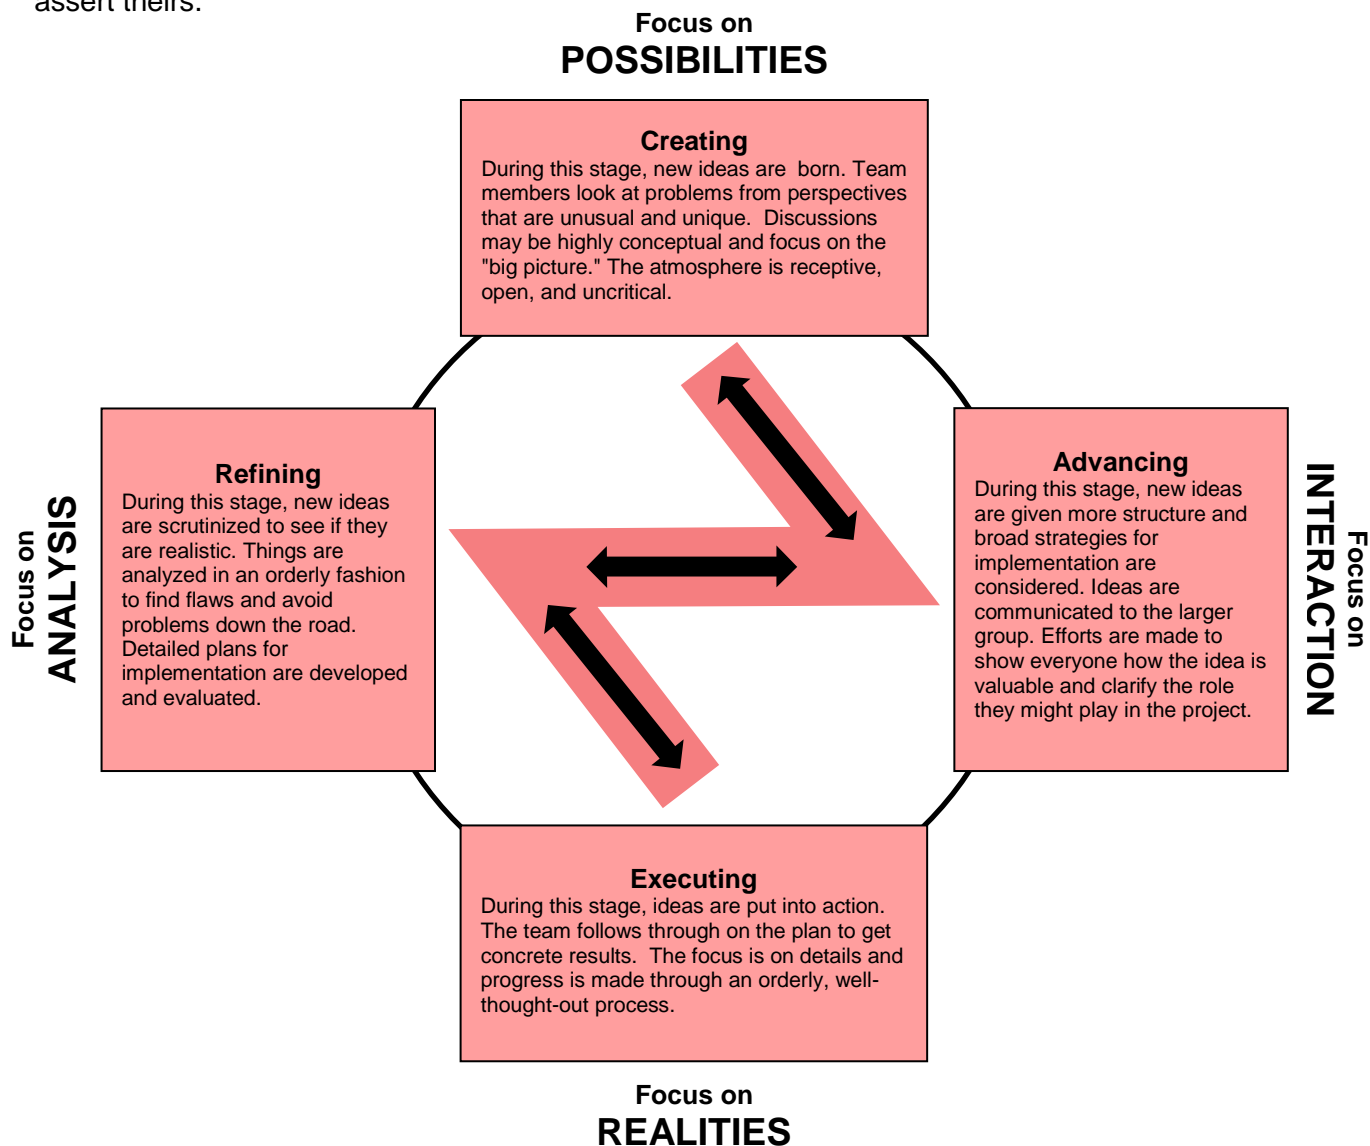 assert theirs.
Focus on
POSSIBILITIES
Creating
During this stage, new ideas are  born. Team
members look at problems from perspectives
that are unusual and unique.  Discussions
may be highly conceptual and focus on the
"big picture." The atmosphere is receptive,
open, and uncritical.
Focus on
ANALYSIS
Refining
During this stage, new ideas
are scrutinized to see if they
are realistic. Things are
analyzed in an orderly fashion
to find flaws and avoid
problems down the road.
Detailed plans for
implementation are developed
and evaluated.
Advancing
During this stage, new ideas
are given more structure and
broad strategies for
implementation are
considered. Ideas are
communicated to the larger
group. Efforts are made to
show everyone how the idea is
valuable and clarify the role
they might play in the project.
Focus on
INTERACTION
Executing
During this stage, ideas are put into action.
The team follows through on the plan to get
concrete results.  The focus is on details and
progress is made through an orderly, well-
thought-out process.
Focus on
REALITIES